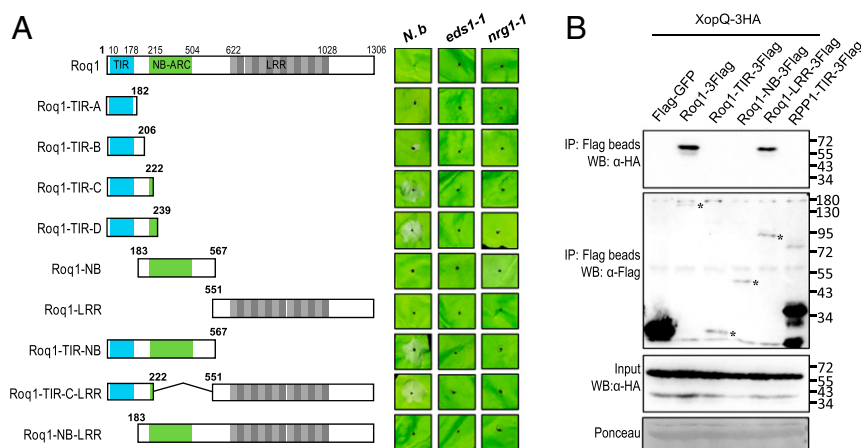 A
N.b eds1-1 nrg1-1
1 10 178 215 504 622 1028 1306
Roq1 TIR NB-ARC LRR
182
Roq1-TIR-A
206
Roq1-TIR-B
222
Roq1-TIR-C
239
Roq1-TIR-D
183 567
Roq1-NB
551
Roq1-LRR
567
Roq1-TIR-NB
222 551
Roq1-TIR-C-LRR
183
Roq1-NB-LRR
B
XopQ-3HA
Flag-GFP
Roq1-3Flag
Roq1-TIR-3Flag
Roq1-NB-3Flag
Roq1-LRR-3Flag
RPP1-TIR-3Flag
IP: Flag beads
WB: α-HA
72
55
43
34
IP: Flag beads
WB: α-Flag
180
130
95
72
55
43
34
*
*
*
*
Input
WB:α-HA
72
55
43
34
Ponceau